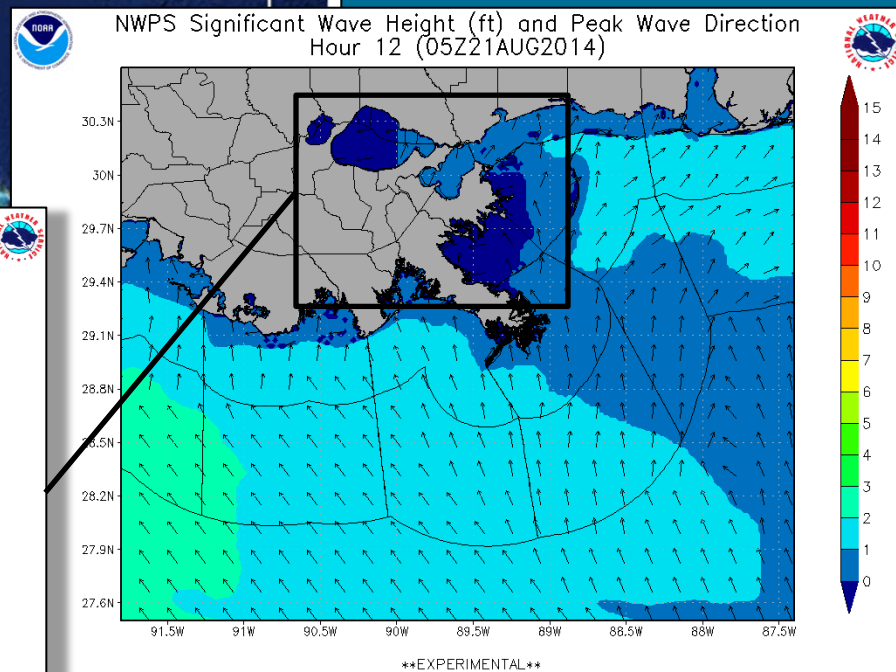 NWPS Significant Wave Height (ft) and Peak Wave Direction
Hour 12 (05Z21AUG2014)
NOAA
30.3N
30N
29.7N
29.4N
29.1N
28.8N
28.2N
27.9N
27.6N
91.5W
91W
90.5W
90W
89.5W
89W
88.5W
88W
87.5W
15
14
13
12
11
10
9
8
7
6
5
4
3
2
1
0
**EXPERIMENTAL**